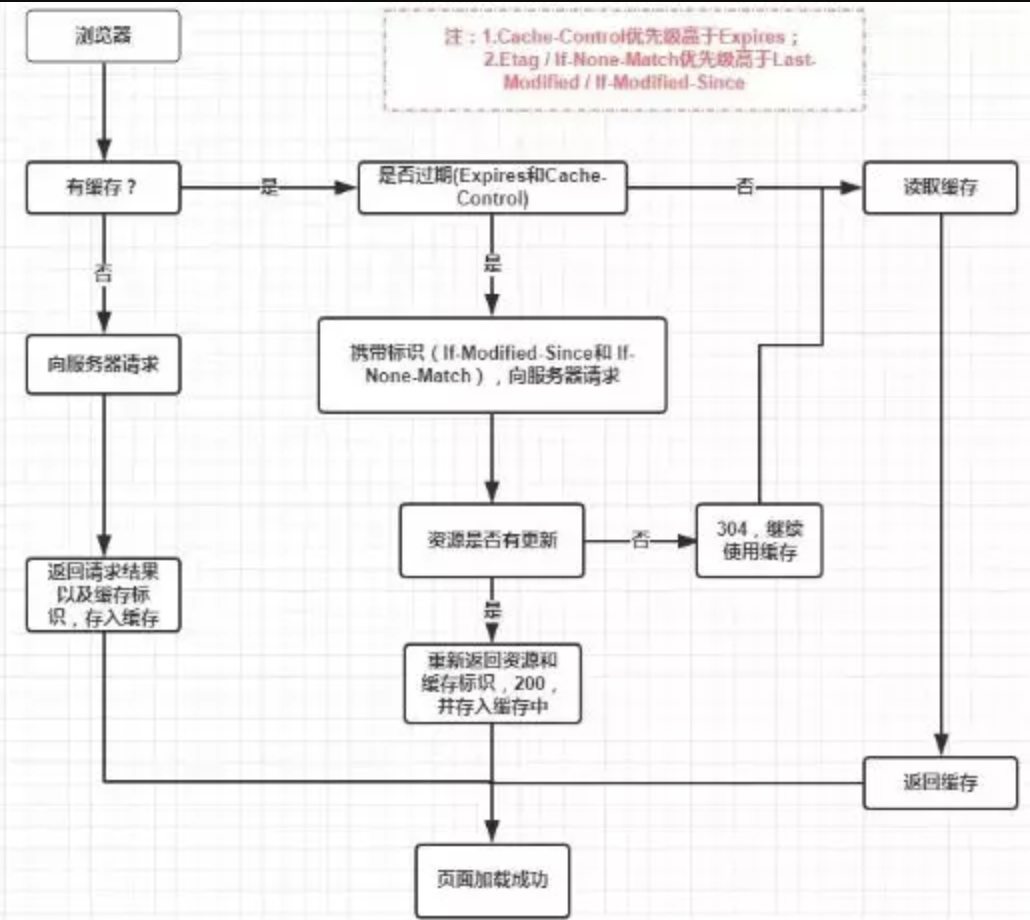 浏览器
注：1.Cache-Control优先级高于Expires；
2.Etag / If-None-Match优先级高于Last-
Modified / If-Modified-Since
有缓存？
是
是否过期(Expires和Cache-
Control)
否
读取缓存
否
是
向服务器请求
携带标识（If-Modified-Since和 If-
None-Match），向服务器请求
资源是否有更新
否
304，继续
使用缓存
返回请求结果
以及缓存标
识，存入缓存
是
重新返回资源和
缓存标识，200，
并存入缓存中
返回缓存
页面加载成功